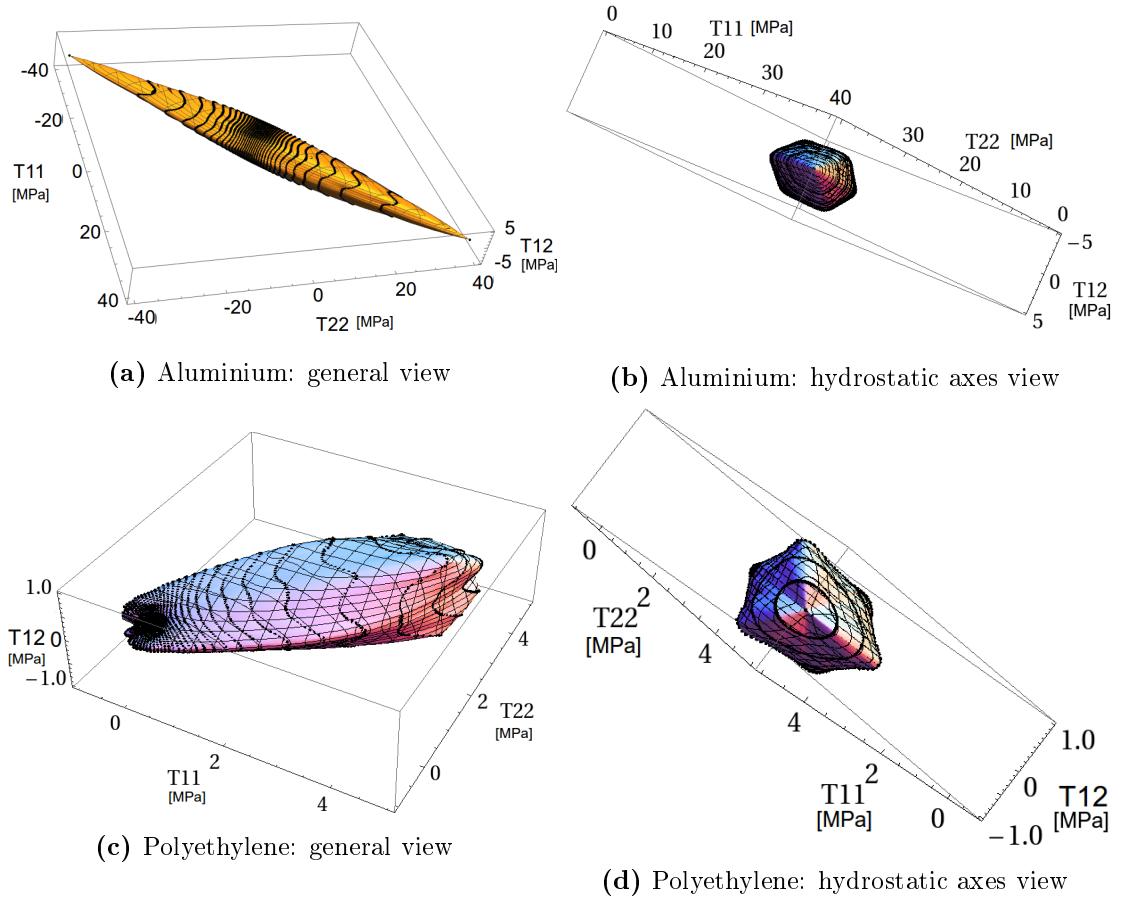 -40
-20
0
20
40
T11
[MPa]
-40
-20
0
20
40
T22 [MPa]
5
-5
T12
[MPa]
(a) Aluminium: general view
0
10
20
30
40
T11 [MPa]
30
20
10
0
T22 [MPa]
−5
0
5
T12
[MPa]
(b) Aluminium: hydrostatic axes view
1.0
0
−1.0
T12
[MPa]
0
2
4
T11
[MPa]
0
2
4
T22
[MPa]
(c) Polyethylene: general view
0
2
4
T22
[MPa]
4
2
0
T11
[MPa]
1.0
0
−1.0
T12
[MPa]
(d) Polyethylene: hydrostatic axes view